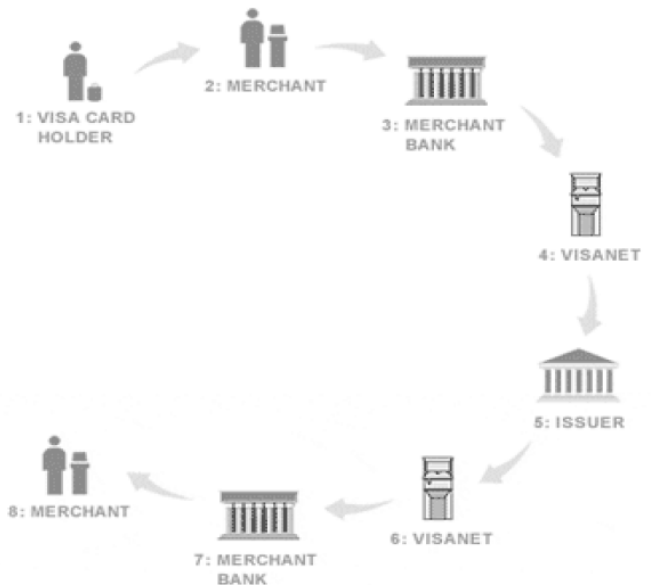 2: MERCHANT
1: VISA CARD
HOLDER
3: MERCHANT
BANK
4: VISANET
5: ISSUER
6: VISANET
7: MERCHANT
BANK
8: MERCHANT